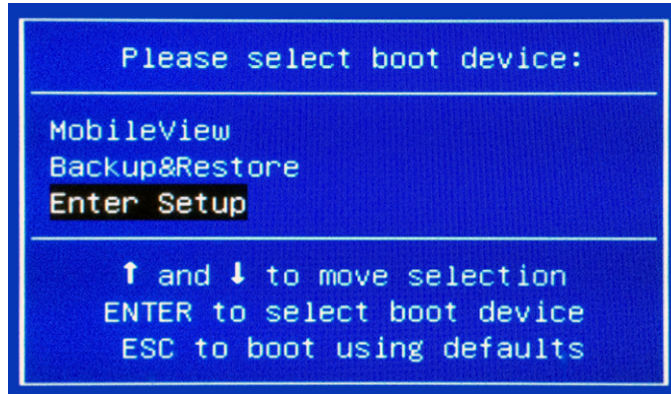 Please select boot device:
MobileView
Backup&Restore
Enter Setup
↑ and ↓ to move selection
ENTER to select boot device
ESC to boot using defaults